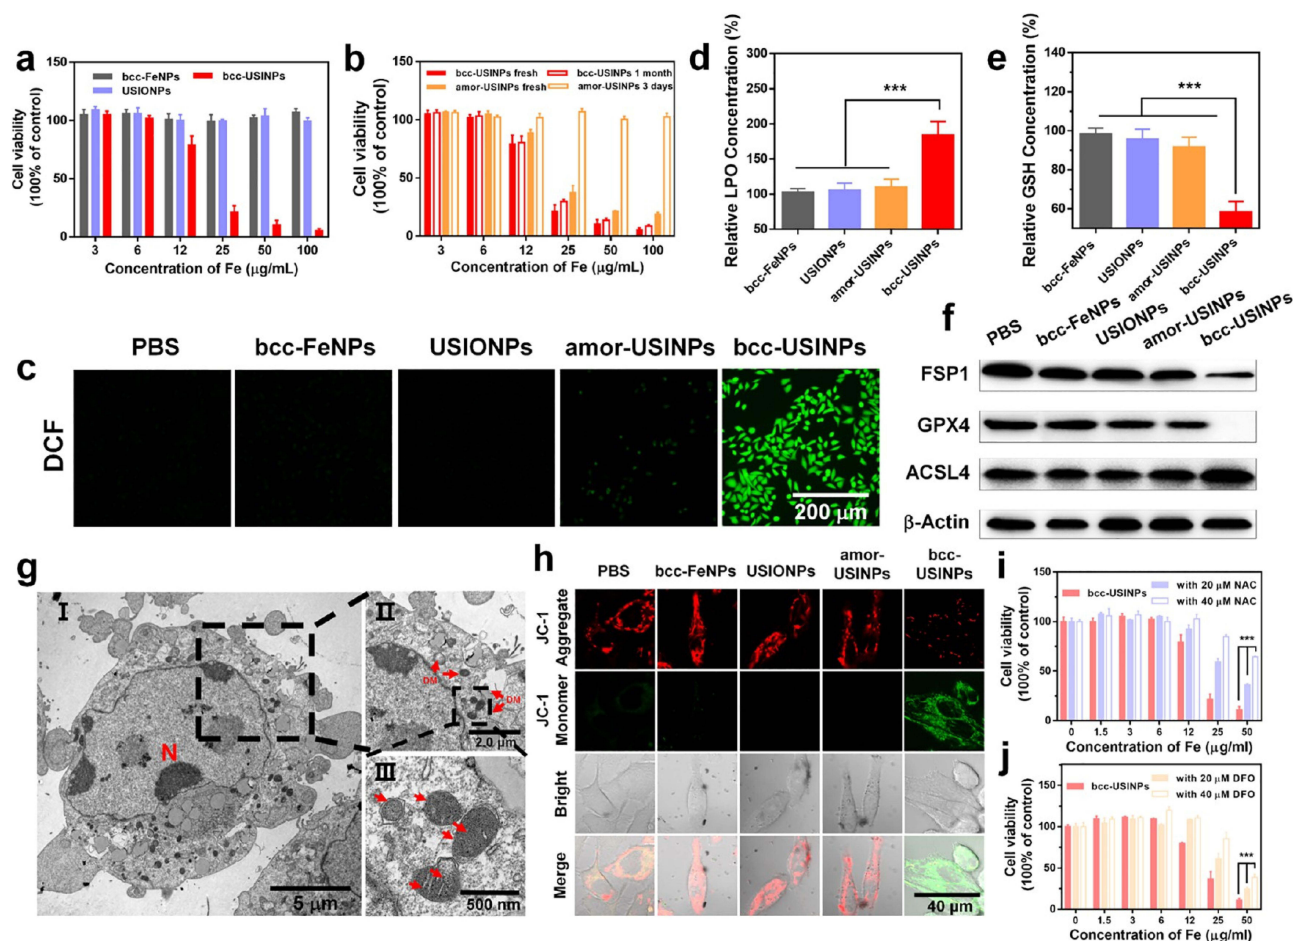 a
bcc-FeNPs
bcc-USINPs
USIONPs
Cell viability
(100% of control)
150
100
50
0
3 6 12 25 50 100
Concentration of Fe (μg/mL)
b
bcc-USINPs fresh
bcc-USINPs 1 month
amor-USINPs fresh
amor-USINPs 3 days
Cell viability
(100% of control)
150
100
50
0
3 6 12 25 50 100
Concentration of Fe (μg/mL)
d
Relative LPO Concentration (%)
300
250
200
150
100
50
***
bcc-FeNPs
USIONPs
amor-USINPs
bcc-USINPs
e
Relative GSH Concentration (%)
140
120
100
80
60
***
bcc-FeNPs
USIONPs
amor-USINPs
bcc-USINPs
c
PBS bcc-FeNPs USIONPs amor-USINPs bcc-USINPs
DCF
200 μm
f
PBS bcc-FeNPs USIONPs amor-USINPs bcc-USINPs
FSP1
GPX4
ACSL4
β-Actin
g
I
N
5 μm
II
DM
DM
2.0 μm
III
500 nm
h
PBS bcc-FeNPs USIONPs amor-USINPs bcc-USINPs
JC-1 Aggregate
JC-1 Monomer
Bright
Merge
40 μm
i
bcc-USINPs
with 20 μM NAC
with 40 μM NAC
Cell viability
(100% of control)
150
125
100
75
50
25
0
***
0 1.5 3 6 12 25 50
Concentration of Fe (μg/ml)
j
bcc-USINPs
with 20 μM DFO
with 40 μM DFO
Cell viability
(100% of control)
150
100
50
0
***
0 1.5 3 6 12 25 50
Concentration of Fe (μg/ml)